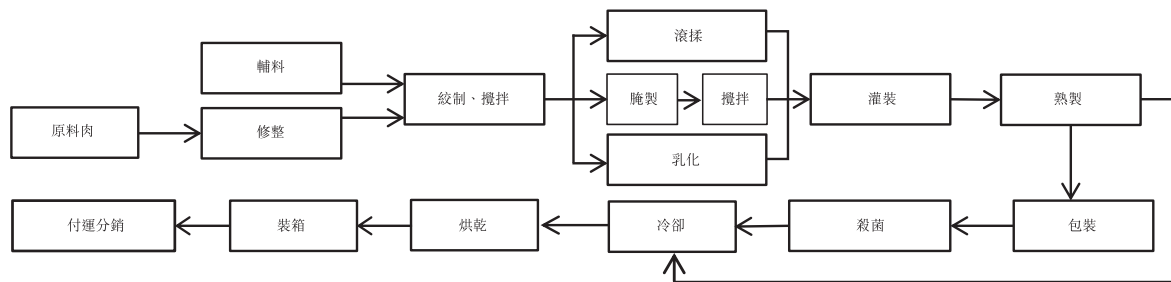 滾揉
輔料
絞制、攪拌
腌製
攪拌
灌裝
熟製
原料肉
修整
乳化
付運分銷
裝箱
烘乾
冷卻
殺菌
包裝